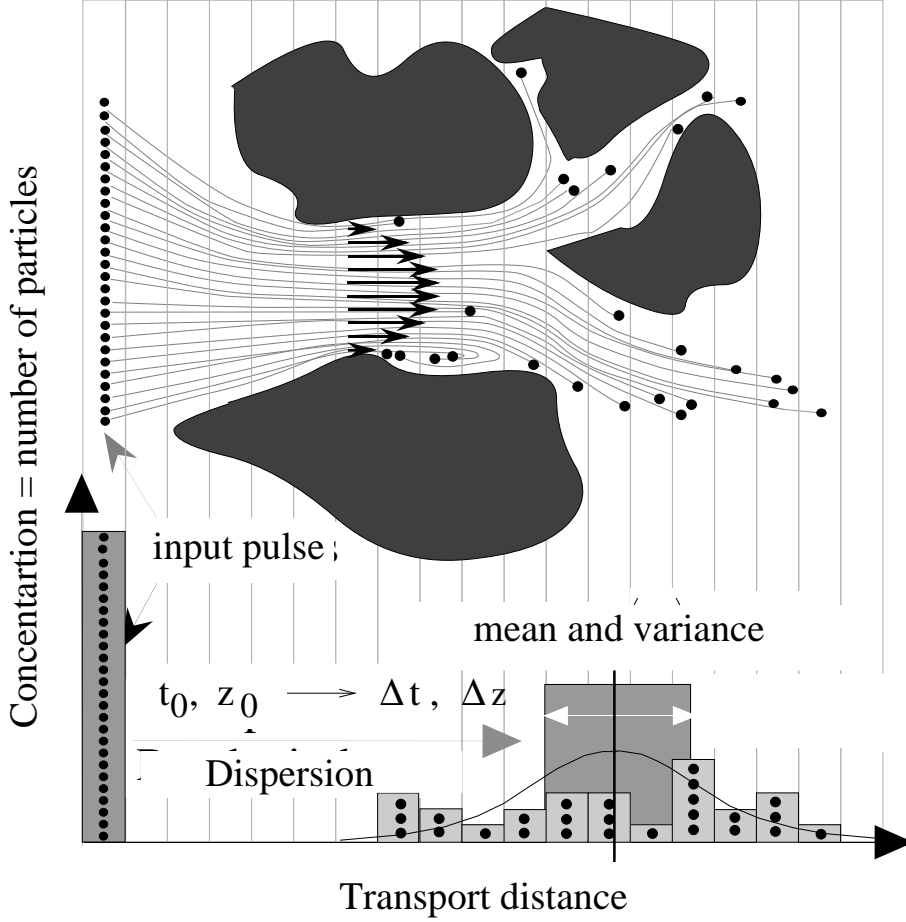 Concentartion = number of particles
input pulse
mean and variance
t0, z0 → Δt, Δz
Dispersion
Transport distance